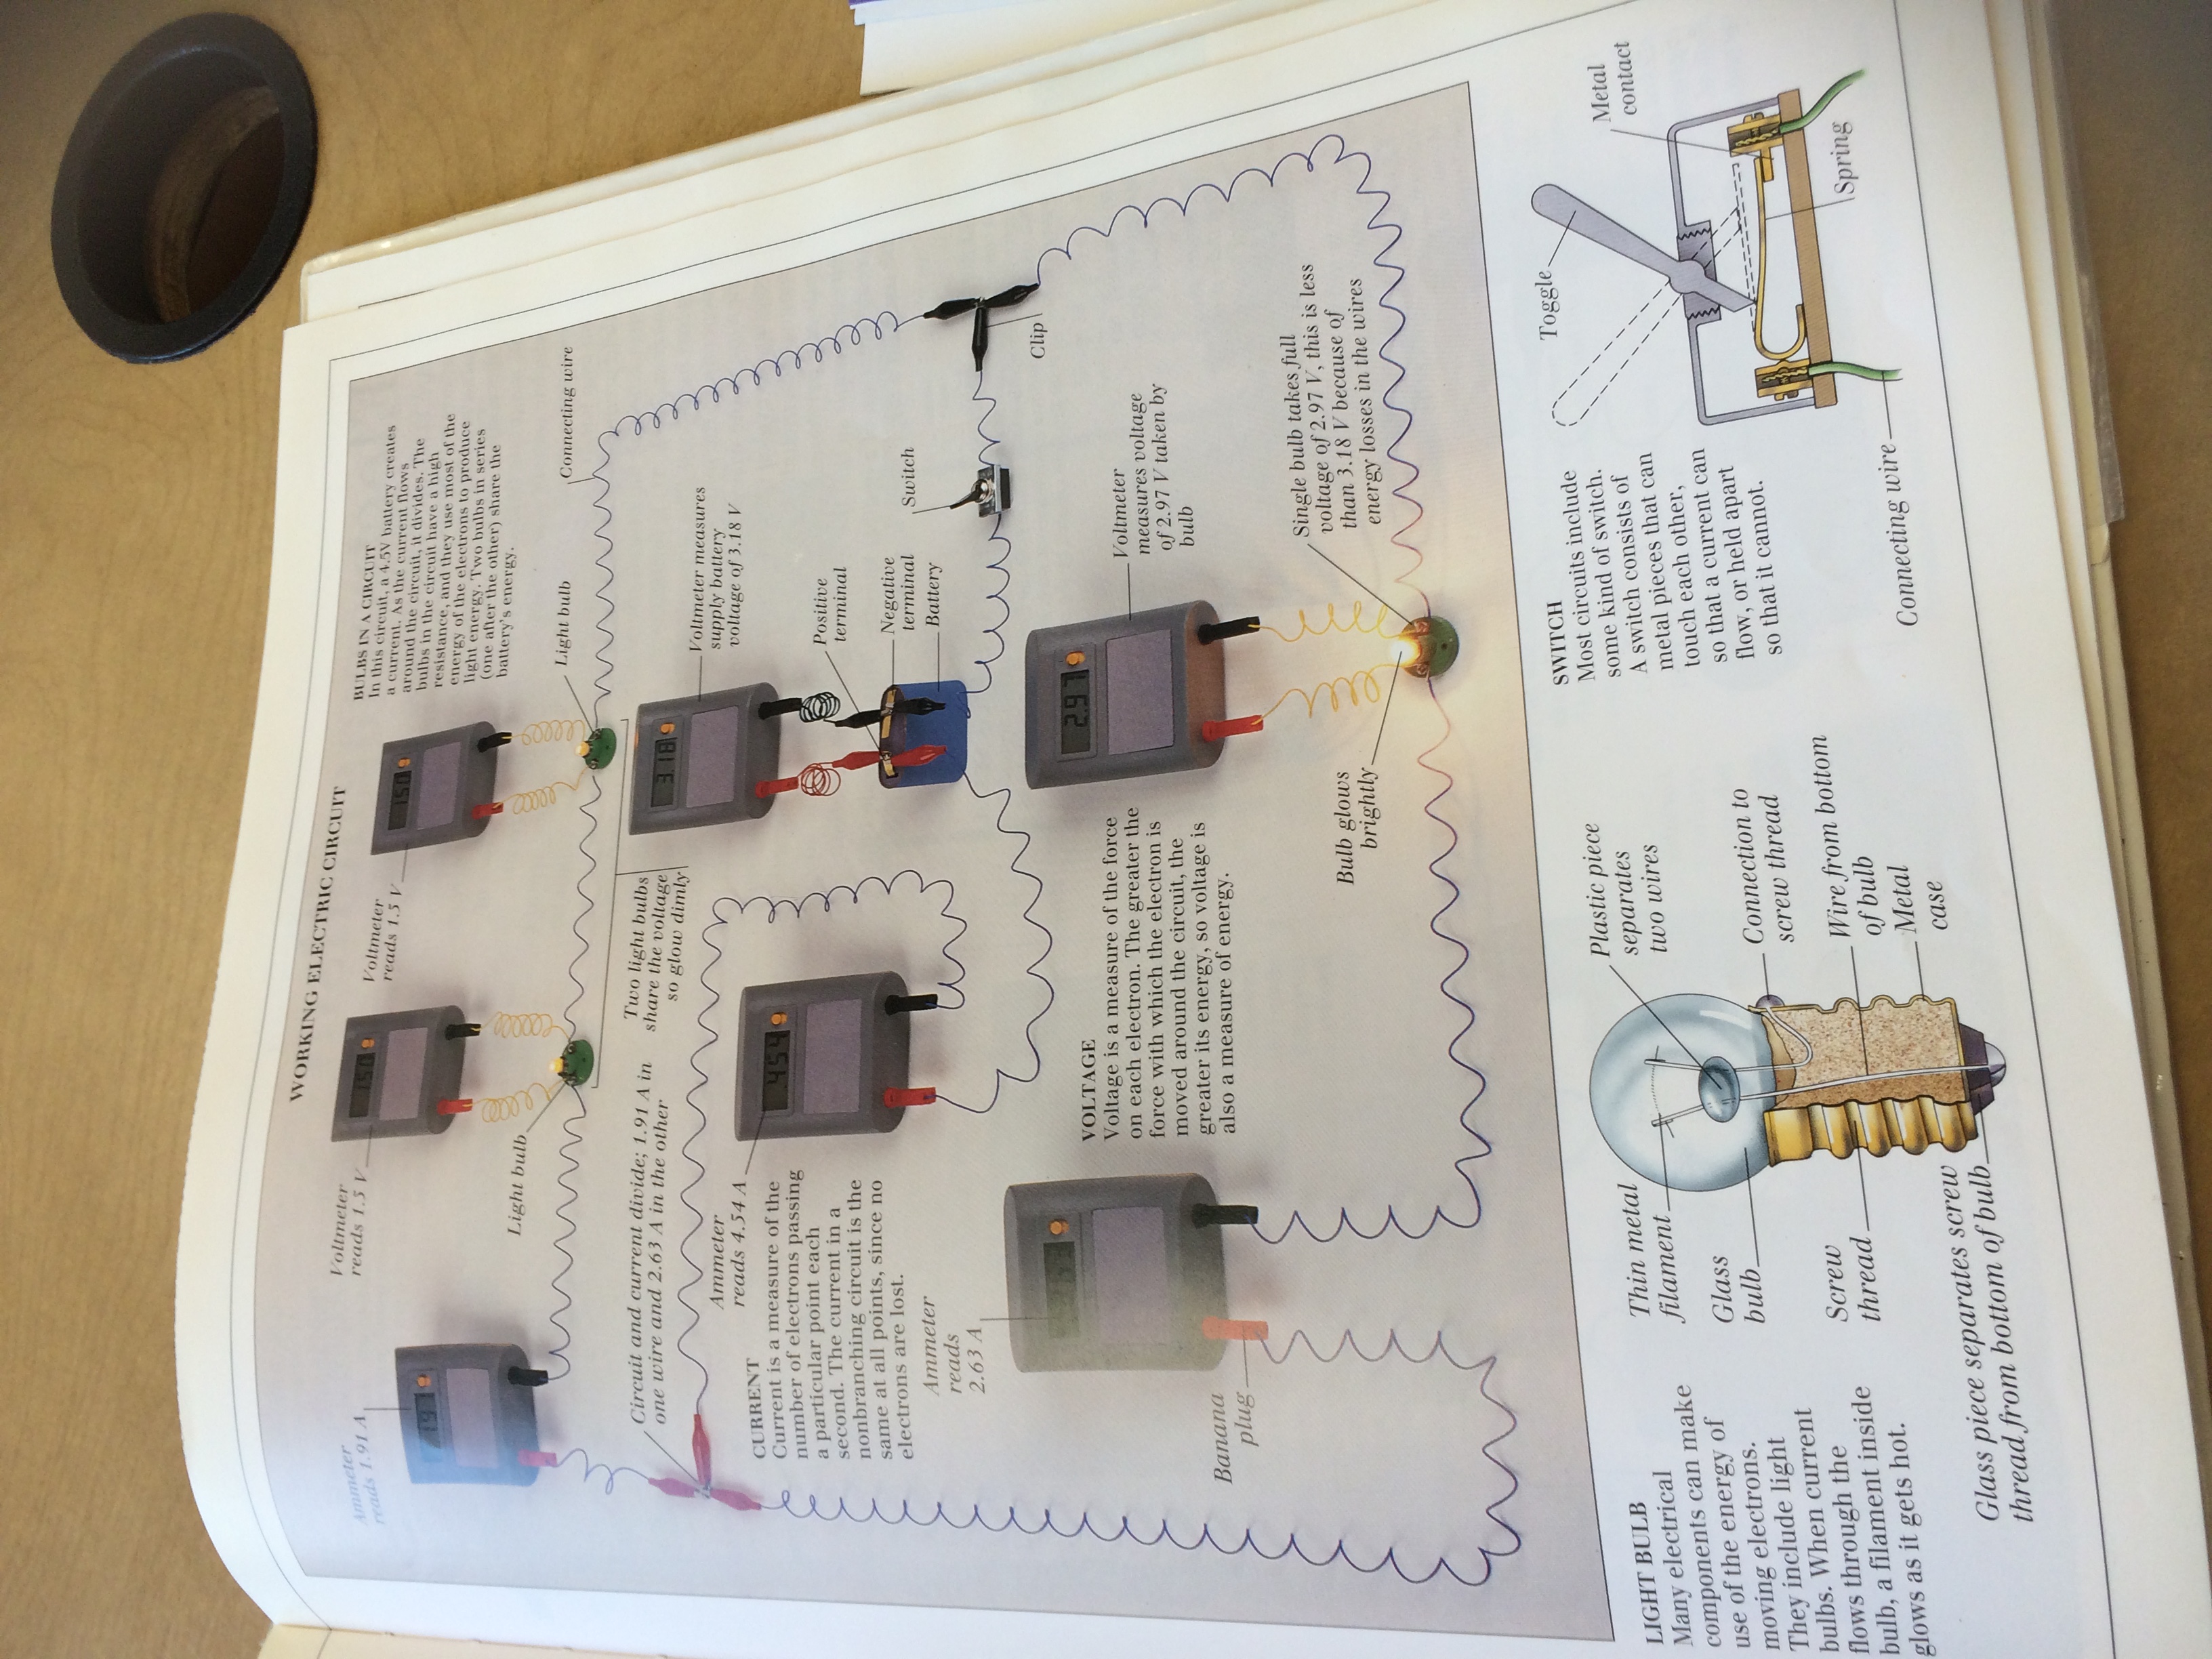 WORKING ELECTRIC CIRCUIT
Ammeter
reads 1.91 A
Voltmeter
reads 1.5 V
Voltmeter
reads 1.5 V
191
150
150
BULBS IN A CIRCUIT
In this circuit, a 4.5V battery creates
a current. As the current flows
around the circuit, it divides. The
bulbs in the circuit have a high
resistance, and they use most of the
energy of the electrons to produce
light energy. Two bulbs in series
(one after the other) share the
battery's energy.
Light bulb
Light bulb
Connecting wire
Circuit and current divide; 1.91 A in
one wire and 2.63 A in the other
Two light bulbs
share the voltage
so glow dimly
3.18
Voltmeter measures
supply battery
voltage of 3.18 V
Ammeter
reads 4.54 A
454
CURRENT
Current is a measure of the
number of electrons passing
a particular point each
second. The current in a
nonbranching circuit is the
same at all points, since no
electrons are lost.
Positive
terminal
Negative
terminal
Battery
Switch
Clip
Ammeter
reads
2.63 A
VOLTAGE
Voltage is a measure of the force
on each electron. The greater the
force with which the electron is
moved around the circuit, the
greater its energy, so voltage is
also a measure of energy.
2.97
Voltmeter
measures voltage
of 2.97 V taken by
bulb
Banana
plug
Bulb glows
brightly
Single bulb takes full
voltage of 2.97 V, this is less
than 3.18 V because of
energy losses in the wires
LIGHT BULB
Many electrical
components can make
use of the energy of
moving electrons.
They include light
bulbs. When current
flows through the
bulb, a filament inside
glows as it gets hot.
Thin metal
filament
Glass
bulb
Screw
thread
Glass piece separates screw
thread from bottom of bulb
Plastic piece
separates
two wires
Connection to
screw thread
Wire from bottom
of bulb
Metal
case
SWITCH
Most circuits include
some kind of switch.
A switch consists of
metal pieces that can
touch each other,
so that a current can
flow, or held apart
so that it cannot.
Toggle
Metal
contact
Spring
Connecting wire